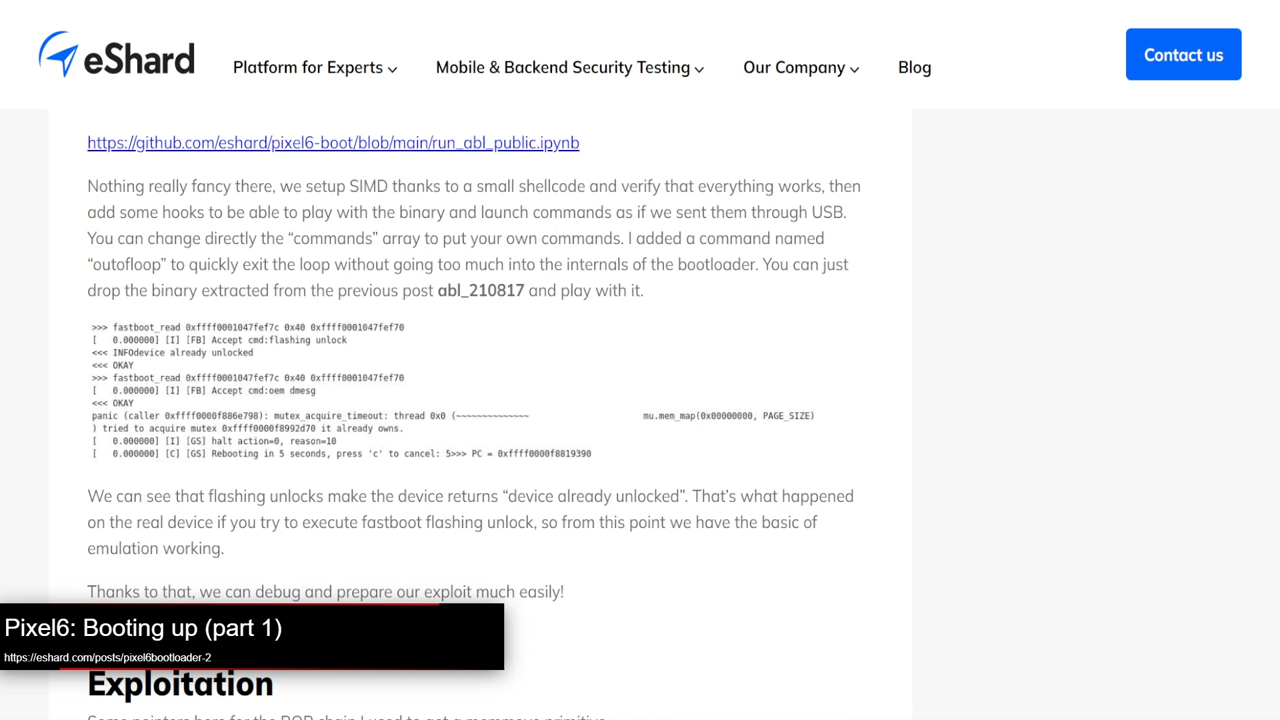 eShard
Platform for Experts
Mobile & Backend Security Testing
Our Company
Blog
Contact us
https://github.com/eshard/pixel6-boot/blob/main/run_abl_public.ipynb
Nothing really fancy there, we setup SIMD thanks to a small shellcode and verify that everything works, then
add some hooks to be able to play with the binary and launch commands as if we sent them through USB.
You can change directly the “commands” array to put your own commands. I added a command named
“outofloop” to quickly exit the loop without going too much into the internals of the bootloader. You can just
drop the binary extracted from the previous post abl_210817 and play with it.
>>> fastboot_read 0xffff0001047fef7c 0x40 0xffff0001047fef70
[   0.000000] [I] [FB] Accept cmd:flashing unlock
<<< INFOdevice already unlocked
<<< OKAY
>>> fastboot_read 0xffff0001047fef7c 0x40 0xffff0001047fef70
[   0.000000] [I] [FB] Accept cmd:oem dmesg
<<< OKAY
panic (caller 0xffff0000f886e798): mutex_acquire_timeout: thread 0x0 (~~~~~~~~~~~~~~ mu.mem_map(0x00000000, PAGE_SIZE)
) tried to acquire mutex 0xffff0000f8992d70 it already owns.
[   0.000000] [I] [GS] halt action=0, reason=10
[   0.000000] [C] [GS] Rebooting in 5 seconds, press 'c' to cancel: 5>>> PC = 0xffff0000f8819390
We can see that flashing unlocks make the device returns “device already unlocked”. That’s what happened
on the real device if you try to execute fastboot flashing unlock, so from this point we have the basic of
emulation working.
Thanks to that, we can debug and prepare our exploit much easily!
Pixel6: Booting up (part 1)
https://eshard.com/posts/pixel6bootloader-2
Exploitation
Some pointers here for the ROP chain I used to get a memmove primitive